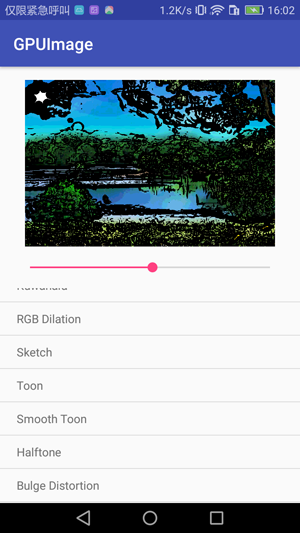 仅限紧急呼叫 1.2K/s 16:02
GPUImage
Kuwahara
RGB Dilation
Sketch
Toon
Smooth Toon
Halftone
Bulge Distortion